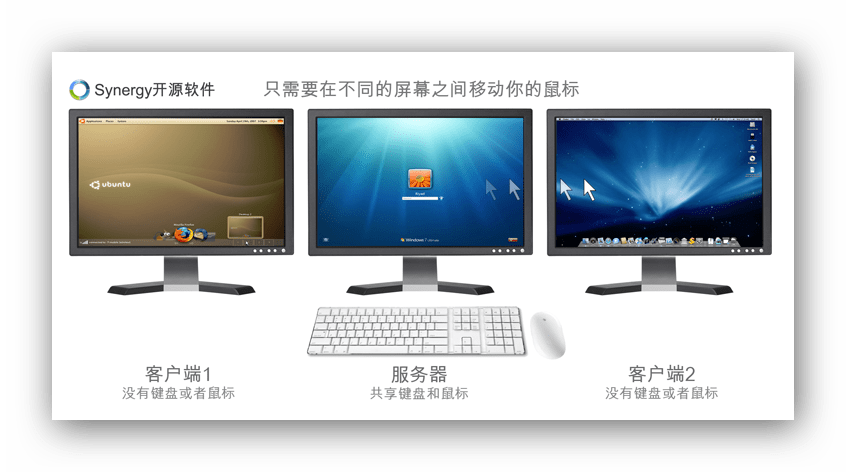 Synergy开源软件
只需要在不同的屏幕之间移动你的鼠标
ubuntu
Windows 7
客户端1
服务器
客户端2
没有键盘或者鼠标
共享键盘和鼠标
没有键盘或者鼠标